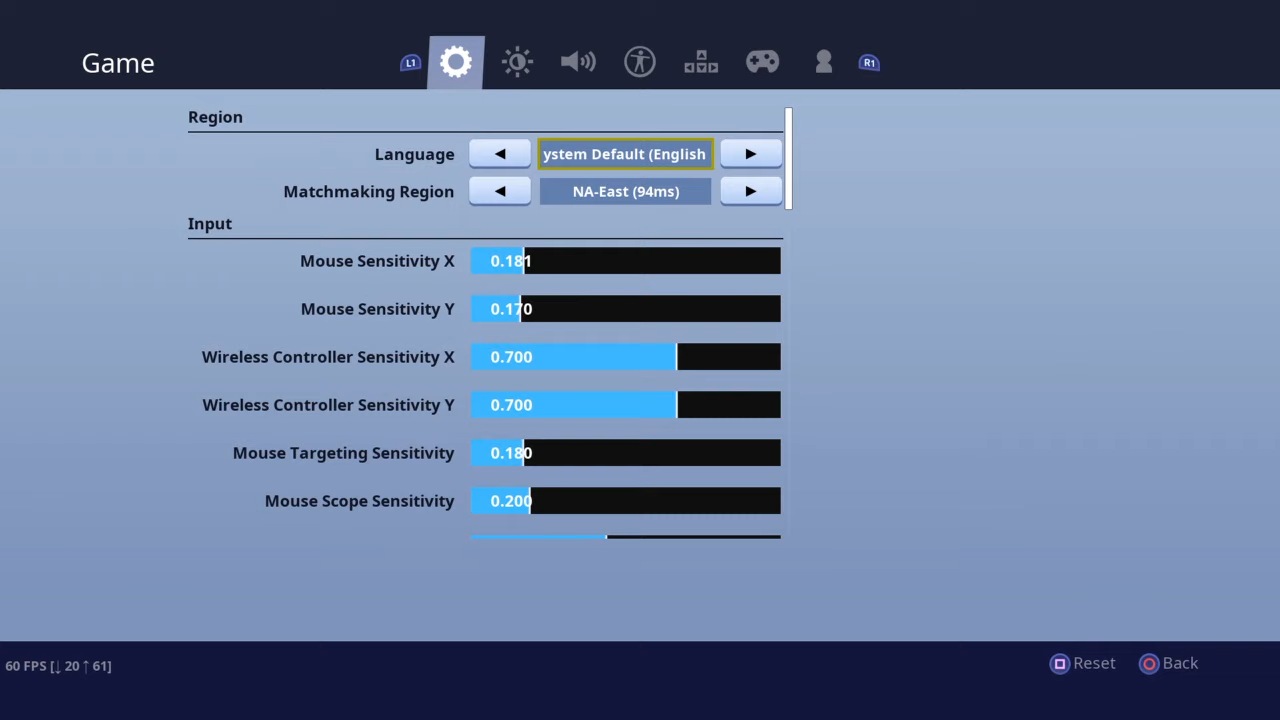 Game
L1
R1
Region
Language ystem Default (English
Matchmaking Region NA-East (94ms)
Input
Mouse Sensitivity X 0.181
Mouse Sensitivity Y 0.170
Wireless Controller Sensitivity X 0.700
Wireless Controller Sensitivity Y 0.700
Mouse Targeting Sensitivity 0.180
Mouse Scope Sensitivity 0.200
60 FPS [↓ 20 ↑ 61]
Reset
Back